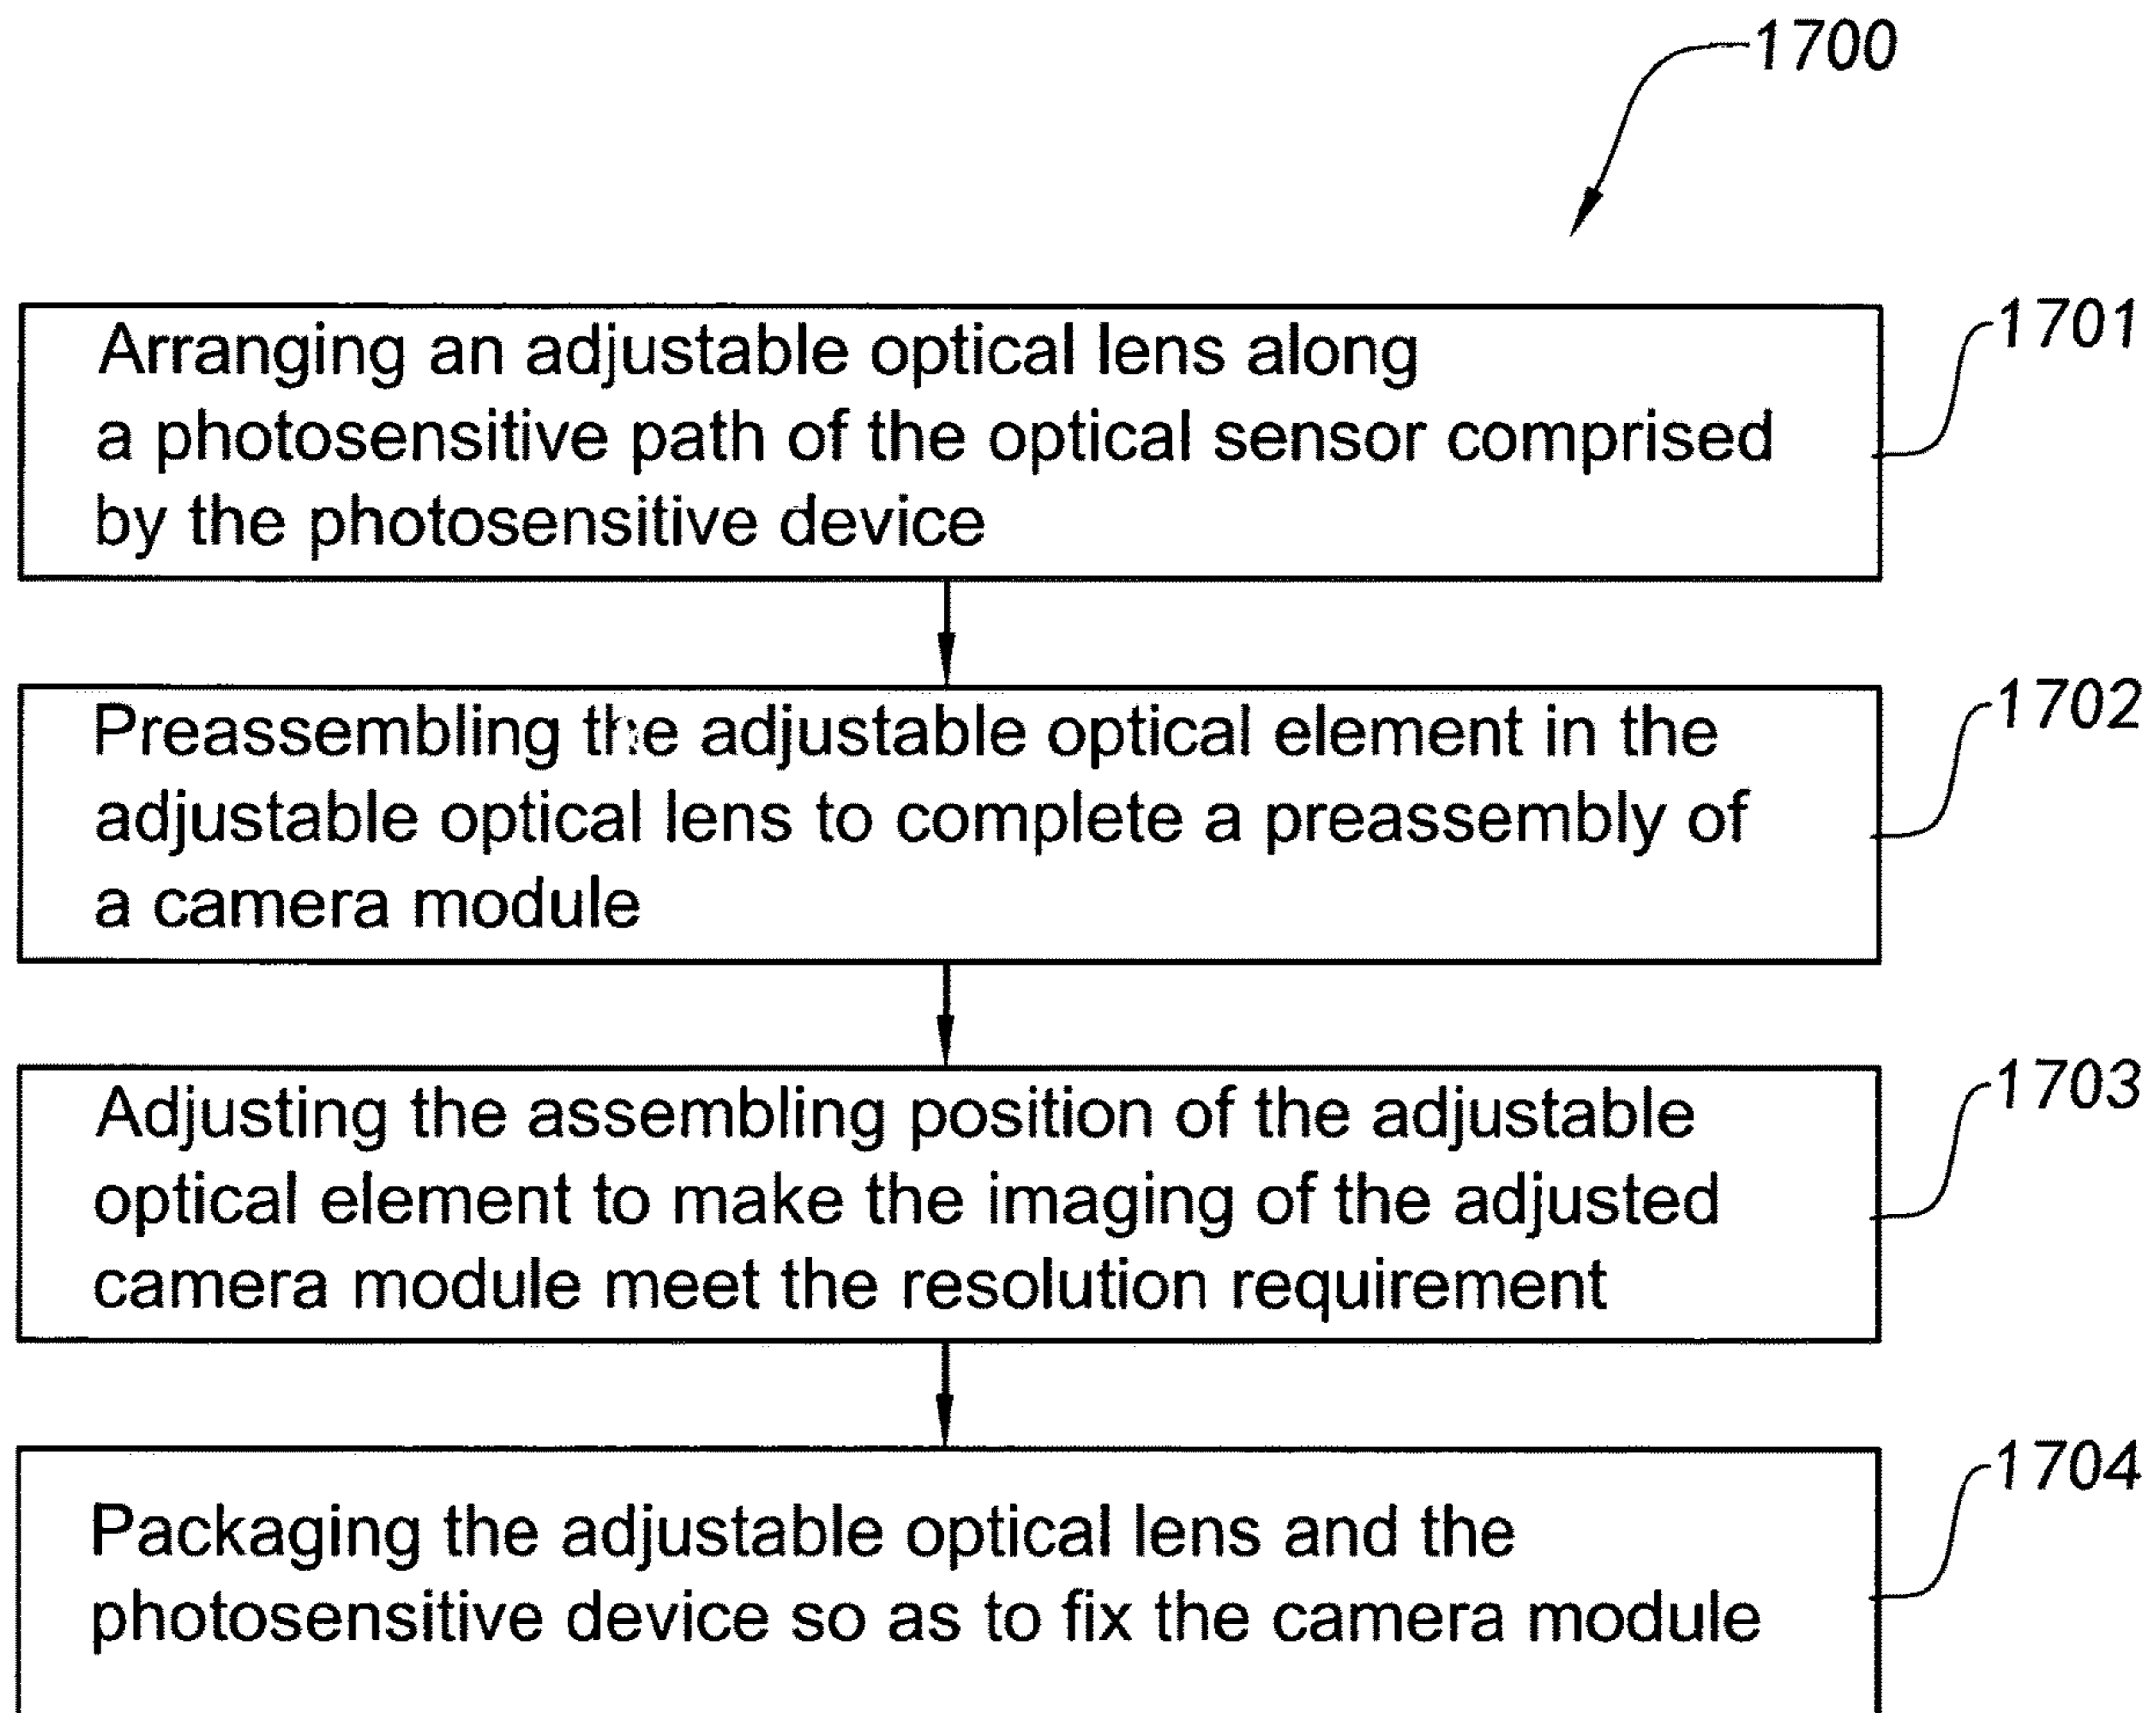 1700
Arranging an adjustable optical lens along
a photosensitive path of the optical sensor comprised
by the photosensitive device
1701
Preassembling the adjustable optical element in the
adjustable optical lens to complete a preassembly of
a camera module
1702
Adjusting the assembling position of the adjustable
optical element to make the imaging of the adjusted
camera module meet the resolution requirement
1703
Packaging the adjustable optical lens and the
photosensitive device so as to fix the camera module
1704